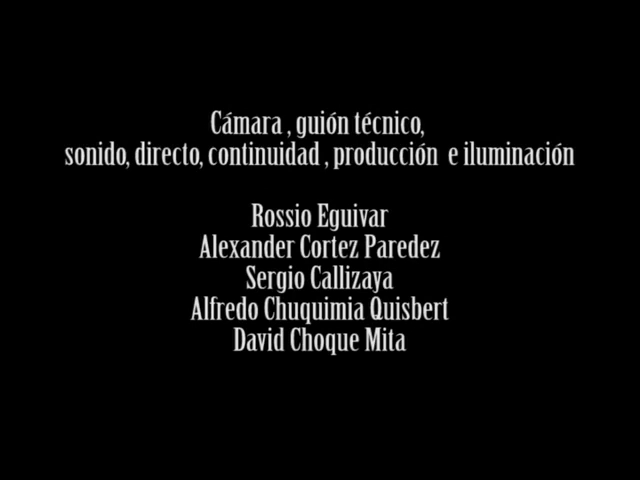 Cámara , guión técnico,
sonido, directo, continuidad , producción e iluminación
Rossio Eguivar
Alexander Cortez Paredez
Sergio Callizaya
Alfredo Chuquimia Quisbert
David Choque Mita